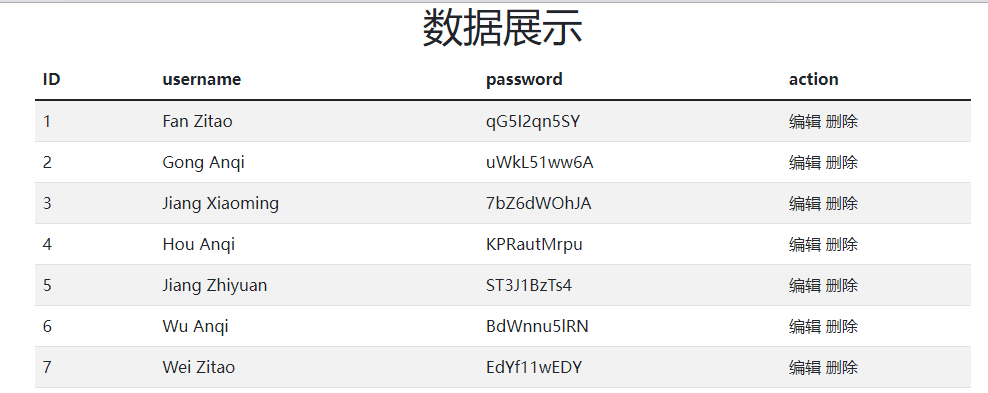 数据展示
ID username password action
1 Fan Zitao qG5I2qn5SY 编辑 删除
2 Gong Anqi uWkL51ww6A 编辑 删除
3 Jiang Xiaoming 7bZ6dWOhJA 编辑 删除
4 Hou Anqi KPRautMrpu 编辑 删除
5 Jiang Zhiyuan ST3J1BzTs4 编辑 删除
6 Wu Anqi BdWnnu5lRN 编辑 删除
7 Wei Zitao EdYf11wEDY 编辑 删除